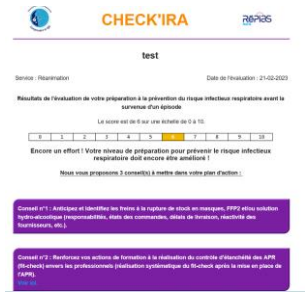 CHECK'IRA
RéPias
test
Service : Réanimation
Date de l'évaluation : 21-02-2023
Résultats de l'évaluation de votre préparation à la prévention du risque infectieux respiratoire avant la
survenue d'un épisode
Le score est de 6 sur une échelle de 0 à 10.
0 1 2 3 4 5 6 7 8 9 10
Encore un effort ! Votre niveau de préparation pour prévenir le risque infectieux
respiratoire doit encore être amélioré !
Nous vous proposons 3 conseil(s) à mettre dans votre plan d'action :
Conseil n°1 : Anticipez et identifiez les freins à la rupture de stock en masques, FFP2 et/ou solution
hydro-alcoolique (responsabilités, états des commandes, délais de livraison, réactivité des
fournisseurs, etc.).
Conseil n°2 : Renforcez vos actions de formation à la réalisation du contrôle d'étanchéité des APR
(fit-check) envers les professionnels (réalisation systématique du fit-check après la mise en place de
l'APR).